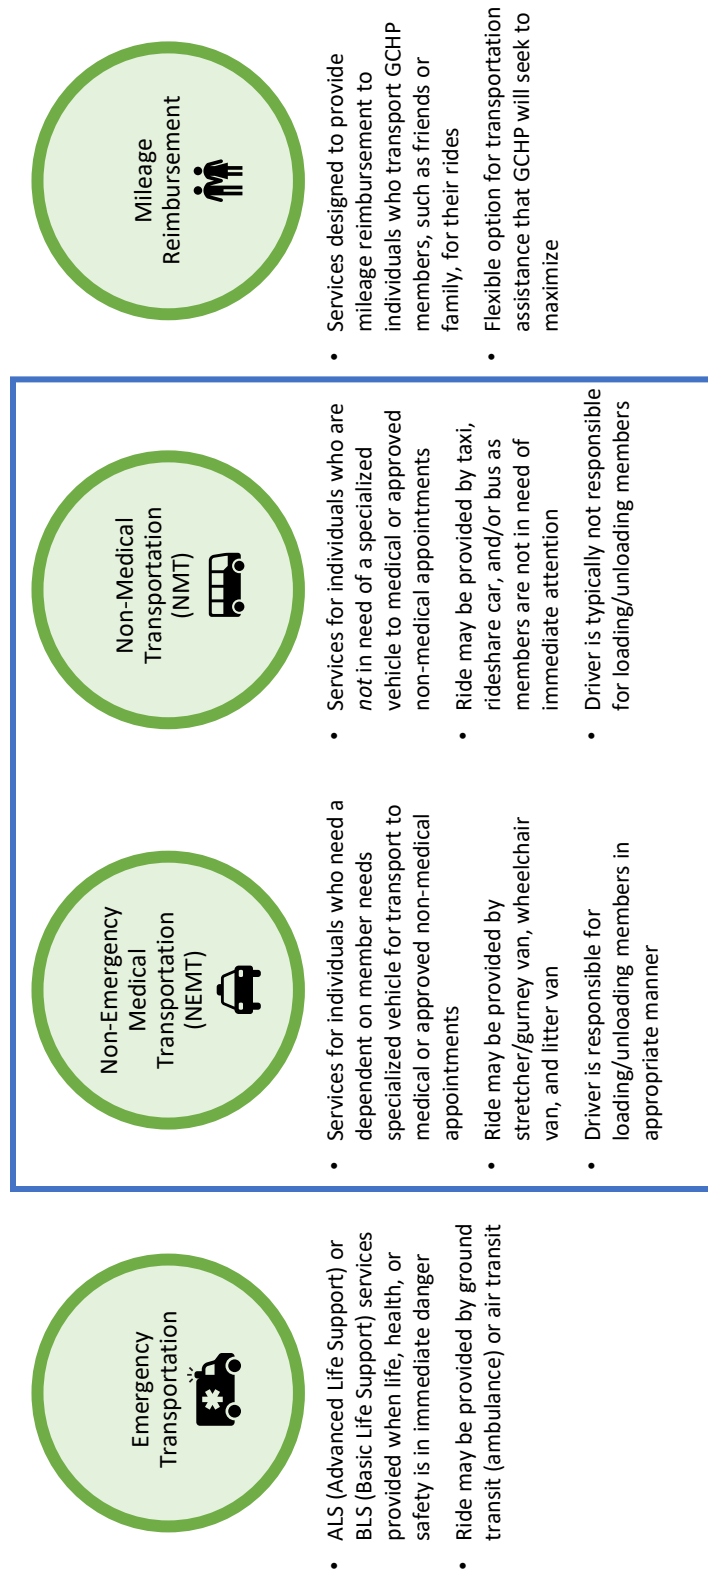 Emergency
Transportation
• ALS (Advanced Life Support) or
BLS (Basic Life Support) services
provided when life, health, or
safety is in immediate danger
• Ride may be provided by ground
transit (ambulance) or air transit
Non-Emergency
Medical
Transportation
(NEMT)
• Services for individuals who need a
dependent on member needs
specialized vehicle for transport to
medical or approved non-medical
appointments
• Ride may be provided by
stretcher/gurney van, wheelchair
van, and litter van
• Driver is responsible for
loading/unloading members in
appropriate manner
Non-Medical
Transportation
(NMT)
• Services for individuals who are
not in need of a specialized
vehicle to medical or approved
non-medical appointments
• Ride may be provided by taxi,
rideshare car, and/or bus as
members are not in need of
immediate attention
• Driver is typically not responsible
for loading/unloading members
Mileage
Reimbursement
• Services designed to provide
mileage reimbursement to
individuals who transport GCHP
members, such as friends or
family, for their rides
• Flexible option for transportation
assistance that GCHP will seek to
maximize